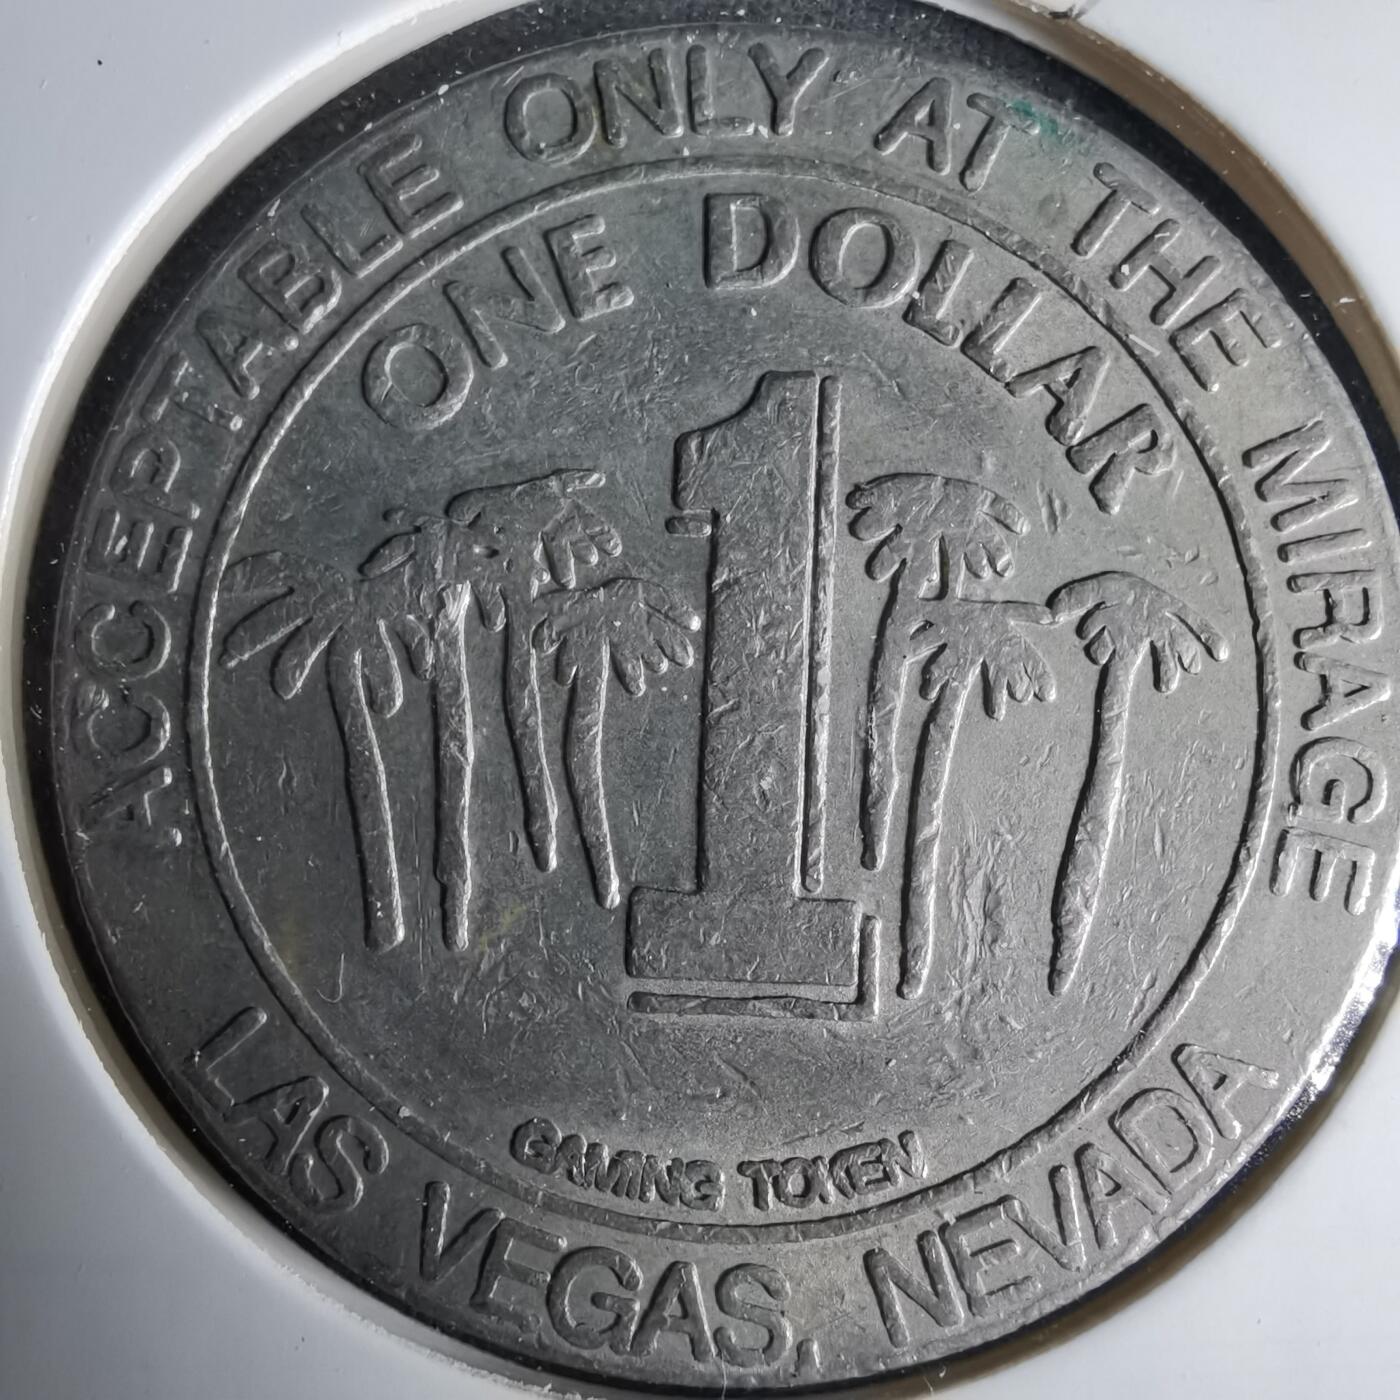 ACCEPTABLE ONLY AT THE MIRAGE
ONE DOLLAR
1
GAMING TOKEN
LAS VEGAS, NEVADA